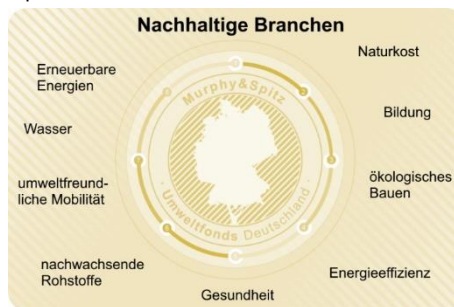 Nachhaltige Branchen
Naturkost
Erneuerbare
Energien
Murphy&Spitz
Bildung
Wasser
ökologisches
Bauen
umweltfreund-
liche Mobilität
· Umweltfonds Deutschland ·
nachwachsende
Rohstoffe
Energieeffizienz
Gesundheit